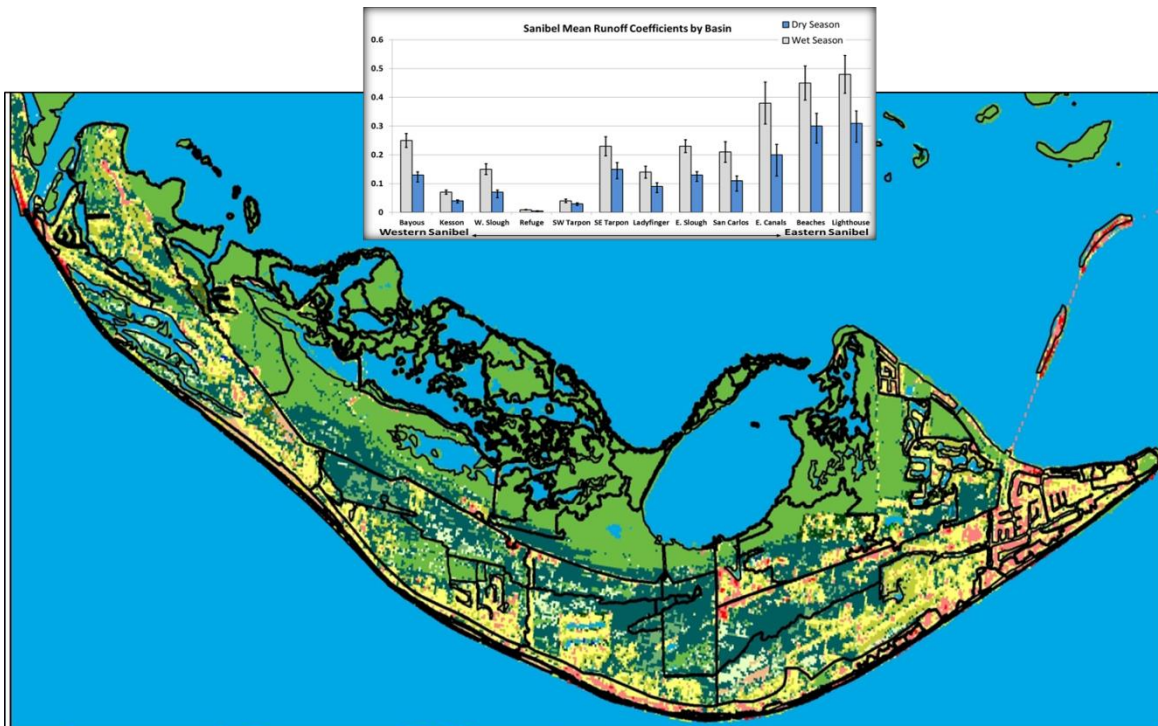 Sanibel Mean Runoff Coefficients by Basin
Dry Season
Wet Season
0.6
0.5
0.4
0.3
0.2
0.1
0
Bayous Kesson W. Slough Refuge SW Tarpon SE Tarpon Ladyfinger E. Slough San Carlos E. Canals Beaches Lighthouse
Western Sanibel Eastern Sanibel